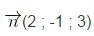 n⃗(2 ; -1 ; 3)